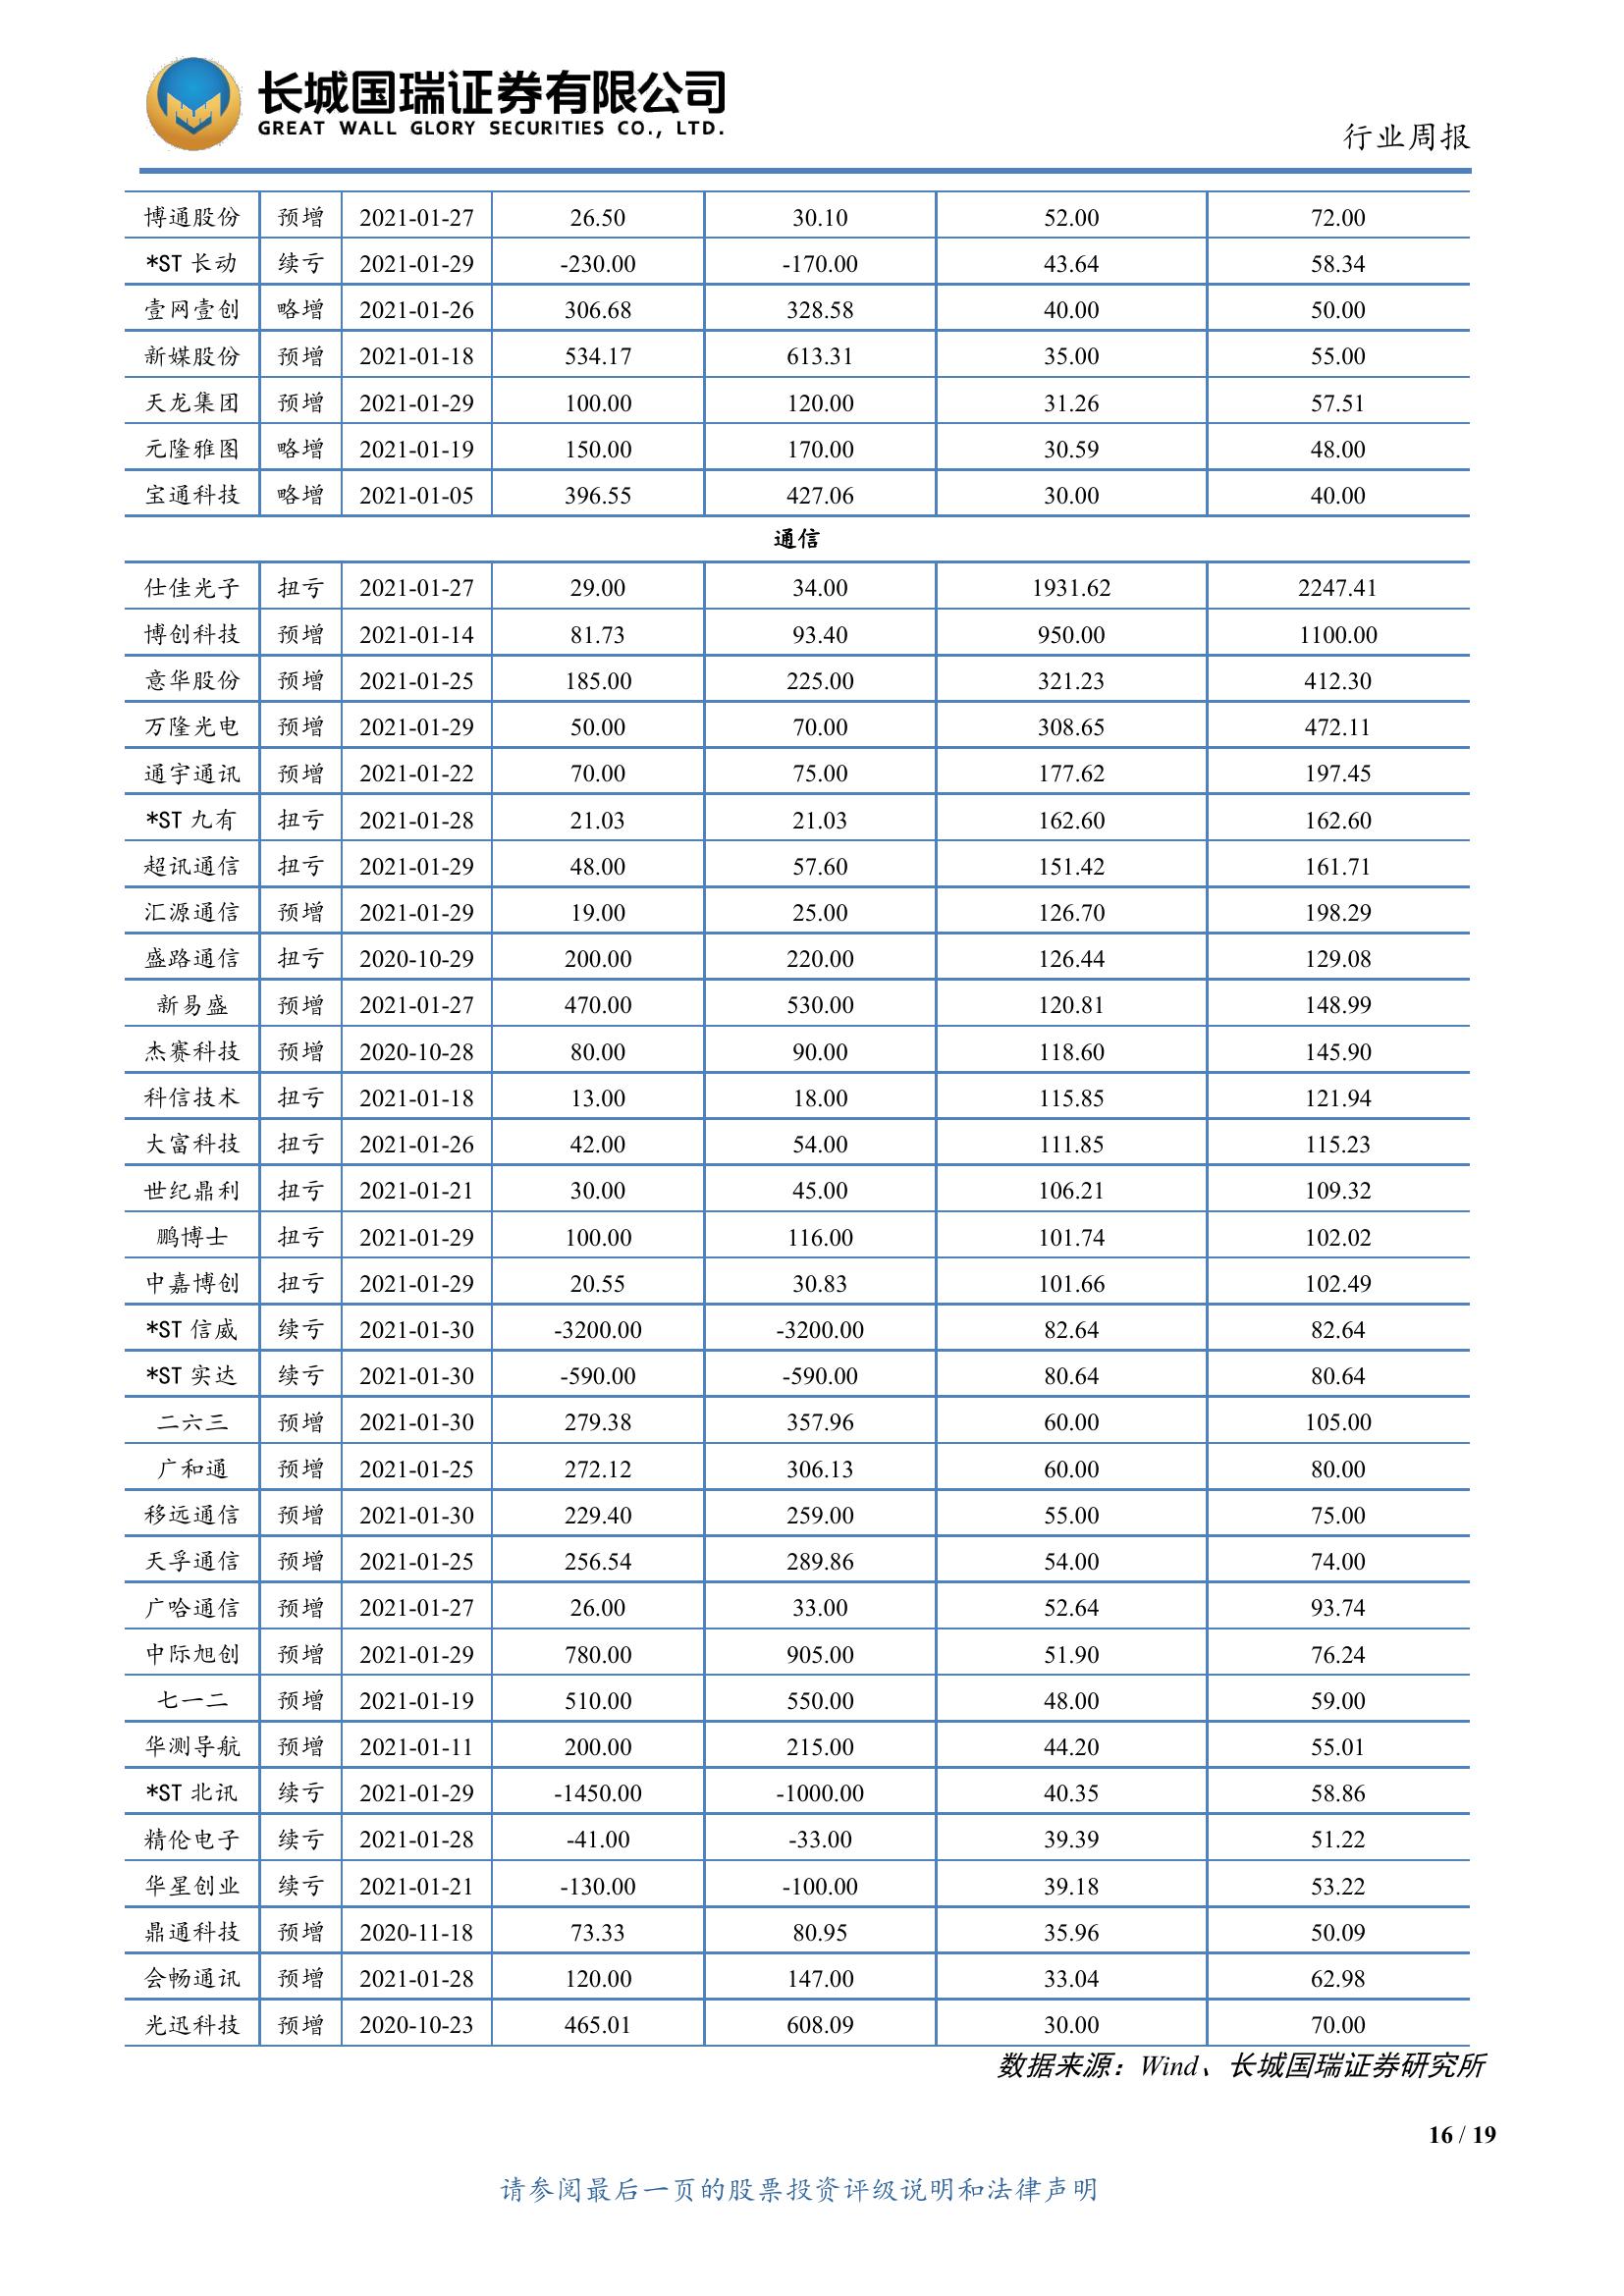 长城国瑞证券有限公司
GREAT WALL GLORY SECURITIES CO., LTD.
行业周报
博通股份 预增 2021-01-27 26.50 30.10 52.00 72.00
*ST 长动 续亏 2021-01-29 -230.00 -170.00 43.64 58.34
壹网壹创 略增 2021-01-26 306.68 328.58 40.00 50.00
新媒股份 预增 2021-01-18 534.17 613.31 35.00 55.00
天龙集团 预增 2021-01-29 100.00 120.00 31.26 57.51
元隆雅图 略增 2021-01-19 150.00 170.00 30.59 48.00
宝通科技 略增 2021-01-05 396.55 427.06 30.00 40.00
通信
仕佳光子 扭亏 2021-01-27 29.00 34.00 1931.62 2247.41
博创科技 预增 2021-01-14 81.73 93.40 950.00 1100.00
意华股份 预增 2021-01-25 185.00 225.00 321.23 412.30
万隆光电 预增 2021-01-29 50.00 70.00 308.65 472.11
通宇通讯 预增 2021-01-22 70.00 75.00 177.62 197.45
*ST 九有 扭亏 2021-01-28 21.03 21.03 162.60 162.60
超讯通信 扭亏 2021-01-29 48.00 57.60 151.42 161.71
汇源通信 预增 2021-01-29 19.00 25.00 126.70 198.29
盛路通信 扭亏 2020-10-29 200.00 220.00 126.44 129.08
新易盛 预增 2021-01-27 470.00 530.00 120.81 148.99
杰赛科技 预增 2020-10-28 80.00 90.00 118.60 145.90
科信技术 扭亏 2021-01-18 13.00 18.00 115.85 121.94
大富科技 扭亏 2021-01-26 42.00 54.00 111.85 115.23
世纪鼎利 扭亏 2021-01-21 30.00 45.00 106.21 109.32
鹏博士 扭亏 2021-01-29 100.00 116.00 101.74 102.02
中嘉博创 扭亏 2021-01-29 20.55 30.83 101.66 102.49
*ST 信威 续亏 2021-01-30 -3200.00 -3200.00 82.64 82.64
*ST 实达 续亏 2021-01-30 -590.00 -590.00 80.64 80.64
二六三 预增 2021-01-30 279.38 357.96 60.00 105.00
广和通 预增 2021-01-25 272.12 306.13 60.00 80.00
移远通信 预增 2021-01-30 229.40 259.00 55.00 75.00
天孚通信 预增 2021-01-25 256.54 289.86 54.00 74.00
广哈通信 预增 2021-01-27 26.00 33.00 52.64 93.74
中际旭创 预增 2021-01-29 780.00 905.00 51.90 76.24
七一二 预增 2021-01-19 510.00 550.00 48.00 59.00
华测导航 预增 2021-01-11 200.00 215.00 44.20 55.01
*ST 北讯 续亏 2021-01-29 -1450.00 -1000.00 40.35 58.86
精伦电子 续亏 2021-01-28 -41.00 -33.00 39.39 51.22
华星创业 续亏 2021-01-21 -130.00 -100.00 39.18 53.22
鼎通科技 预增 2020-11-18 73.33 80.95 35.96 50.09
会畅通讯 预增 2021-01-28 120.00 147.00 33.04 62.98
光迅科技 预增 2020-10-23 465.01 608.09 30.00 70.00
数据来源：Wind、长城国瑞证券研究所
16 / 19
请参阅最后一页的股票投资评级说明和法律声明